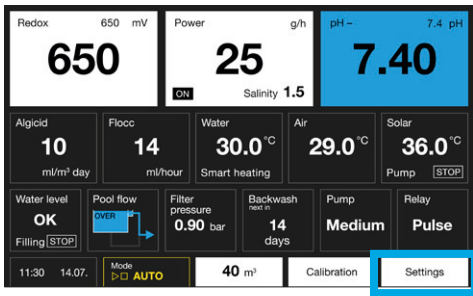 Redox 650 mV
650
Power g/h
25
ON Salinity 1.5
pH – 7.4 pH
7.40
Algicid
10
ml/m³ day
Flocc
14
ml/hour
Water
30.0 °C
Smart heating
Air
29.0 °C
Solar
36.0 °C
Pump STOP
Water level
OK
Filling STOP
Pool flow
OVER
Filter
pressure
0.90 bar
Backwash
next in
14
days
Pump
Medium
Relay
Pulse
11:30 14.07.
Mode
AUTO
40 m³
Calibration
Settings